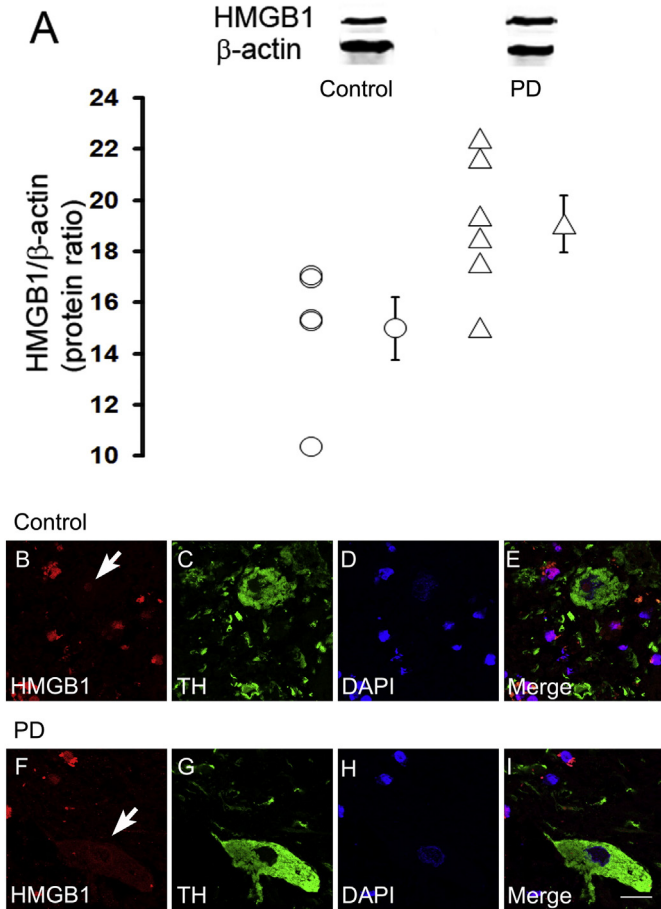 A
HMGB1
β-actin
Control PD
HMGB1/β-actin
(protein ratio)
24
22
20
18
16
14
12
10
Control
B C D E
HMGB1 TH DAPI Merge
PD
F G H I
HMGB1 TH DAPI Merge